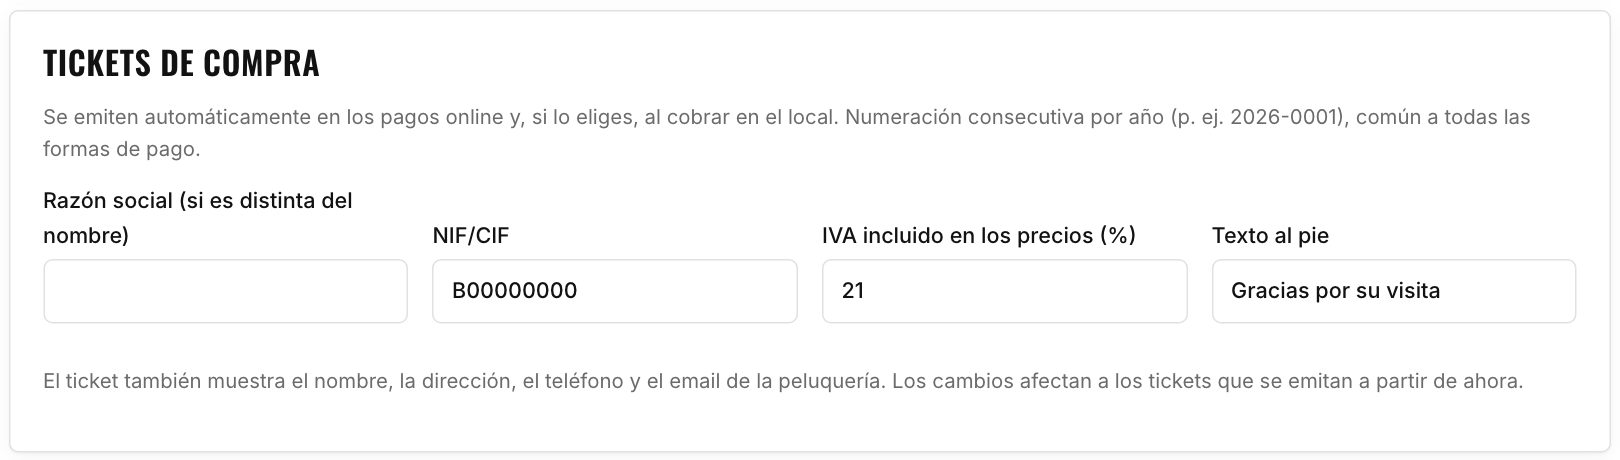 TICKETS DE COMPRA
Se emiten automáticamente en los pagos online y, si lo eliges, al cobrar en el local. Numeración consecutiva por año (p. ej. 2026-0001), común a todas las
formas de pago.
Razón social (si es distinta del
nombre)
NIF/CIF
B00000000
IVA incluido en los precios (%)
21
Texto al pie
Gracias por su visita
El ticket también muestra el nombre, la dirección, el teléfono y el email de la peluquería. Los cambios afectan a los tickets que se emitan a partir de ahora.